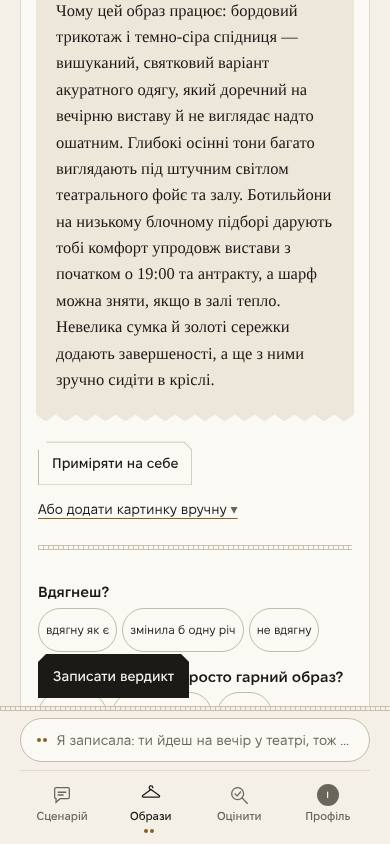 Чому цей образ працює: бордовий
трикотаж і темно-сіра спідниця —
вишуканий, святковий варіант
акуратного одягу, який доречний на
вечірню виставу й не виглядає надто
ошатним. Глибокі осінні тони багато
виглядають під штучним світлом
театрального фойє та залу. Ботильйони
на низькому блочному підборі дарують
тобі комфорт упродовж вистави з
початком о 19:00 та антракту, а шарф
можна зняти, якщо в залі тепло.
Невелика сумка й золоті сережки
додають завершеності, а ще з ними
зручно сидіти в кріслі.
Приміряти на себе
Або додати картинку вручну ▾
Вдягнеш?
вдягну як є
змінила б одну річ
не вдягну
Записати вердикт
росто гарний образ?
Я записала: ти йдеш на вечір у театрі, тож ...
Сценарій
Образи
Оцінити
І
Профіль